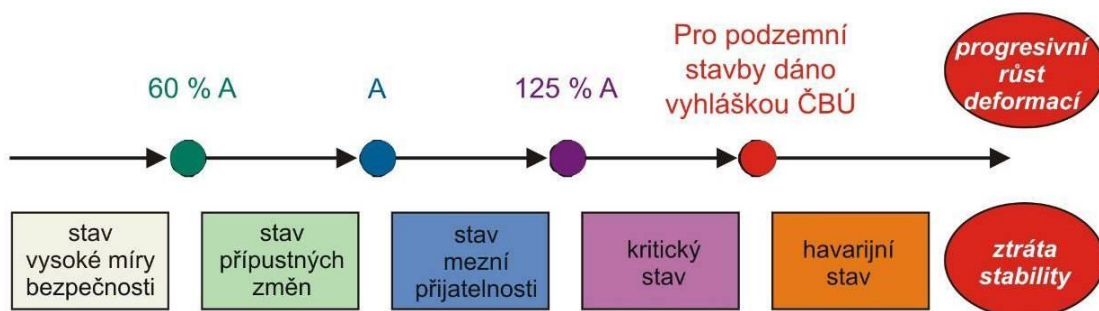 Pro podzemní
stavby dáno
vyhláškou ČBÚ
progresivní
růst
deformací
60 % A
A
125 % A
stav
vysoké míry
bezpečnosti
stav
přípustných
změn
stav
mezní
přijatelnosti
kritický
stav
havarijní
stav
ztráta
stability